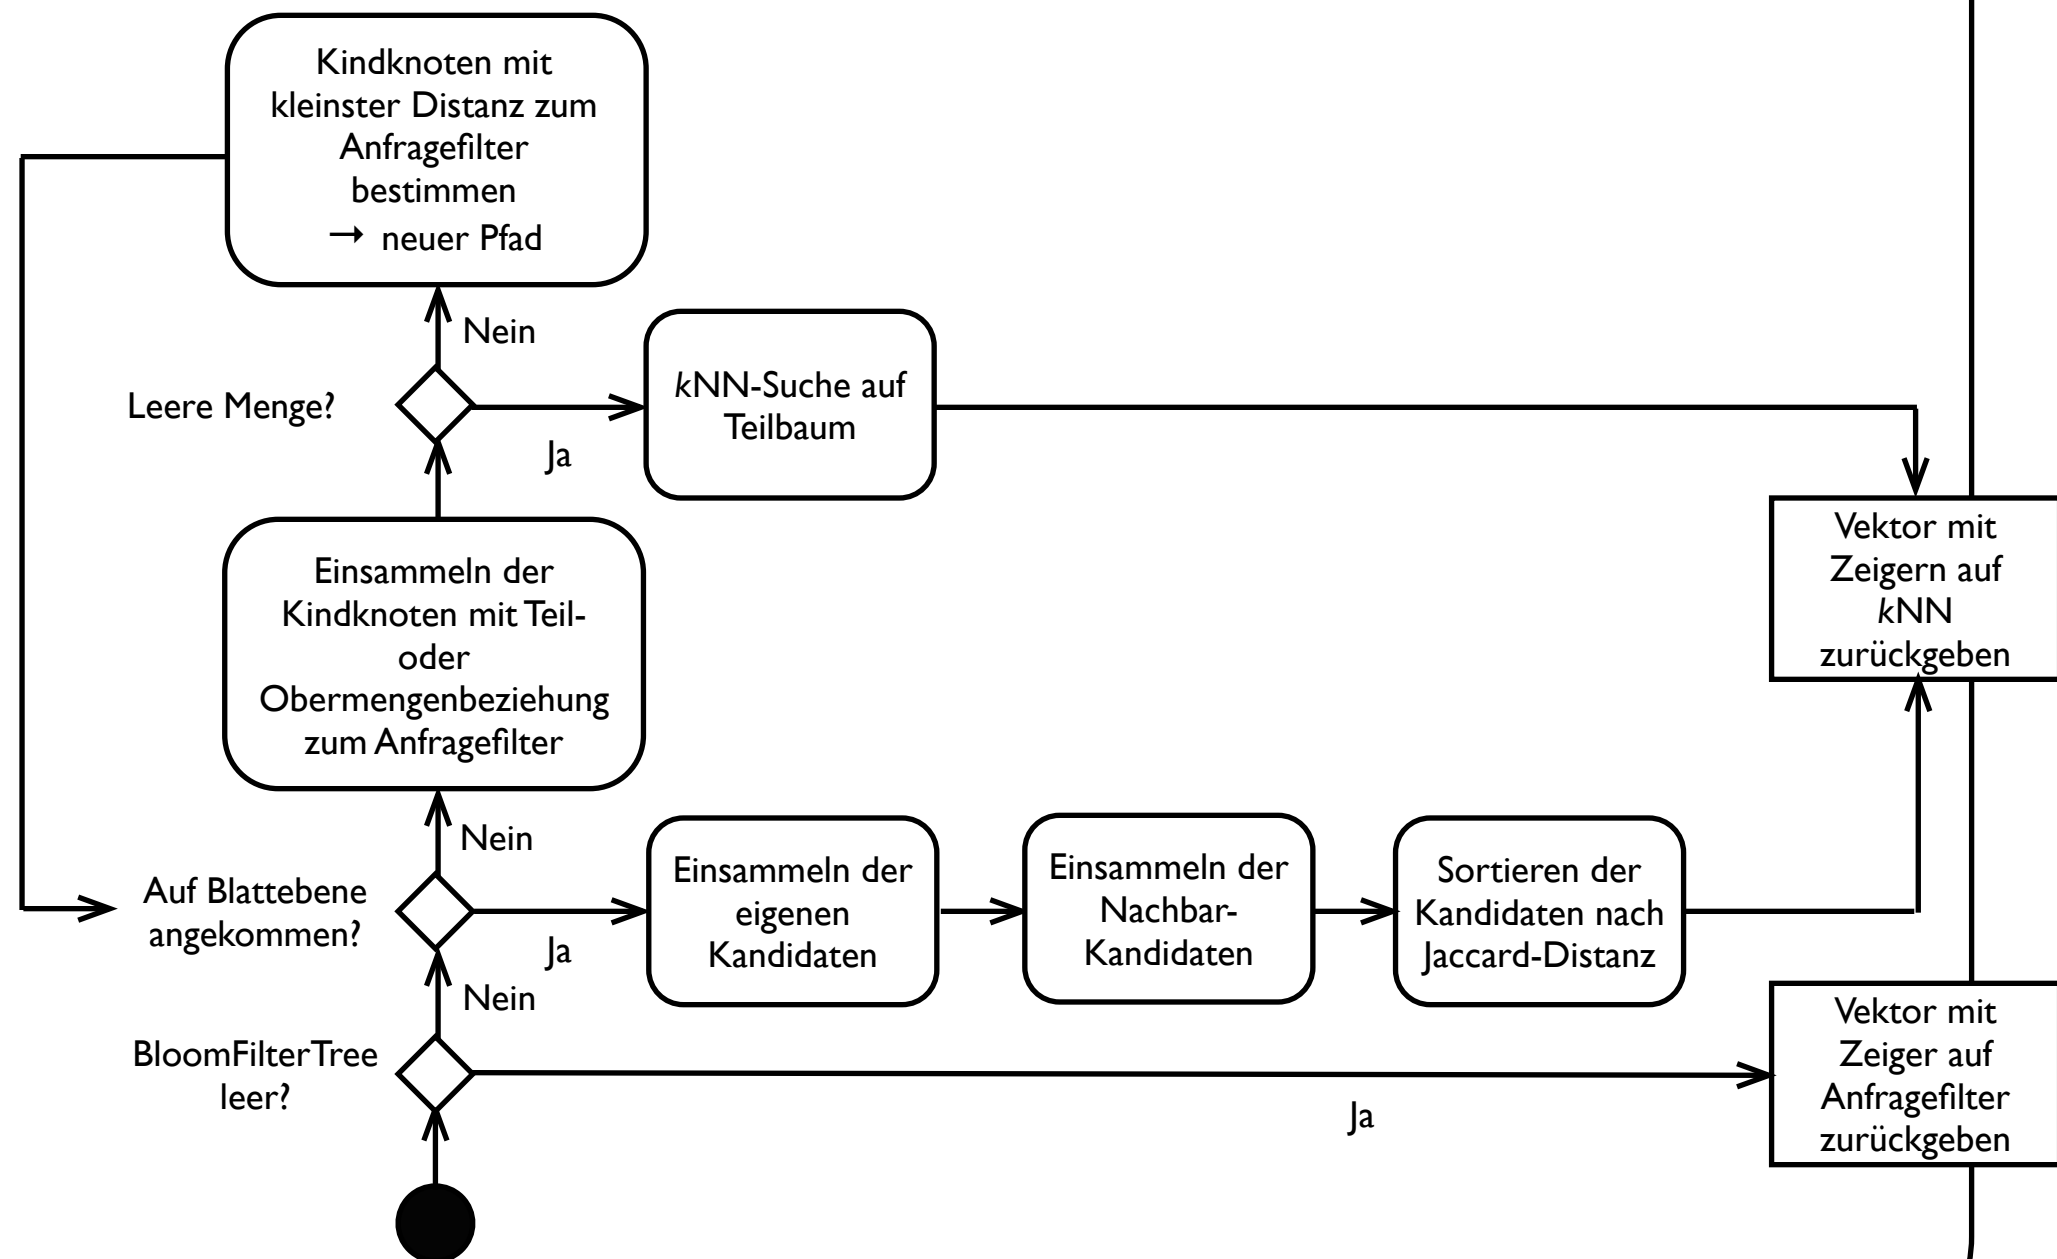 Kindknoten mit
kleinster Distanz zum
Anfragefilter
bestimmen
→ neuer Pfad
Nein
Leere Menge?
Ja
kNN-Suche auf
Teilbaum
Vektor mit
Zeigern auf
kNN
zurückgeben
Einsammeln der
Kindknoten mit Teil-
oder
Obermengenbeziehung
zum Anfragefilter
Nein
Auf Blattebene
angekommen?
Ja
Einsammeln der
eigenen
Kandidaten
Einsammeln der
Nachbar-
Kandidaten
Sortieren der
Kandidaten nach
Jaccard-Distanz
Nein
BloomFilterTree
leer?
Ja
Vektor mit
Zeiger auf
Anfragefilter
zurückgeben